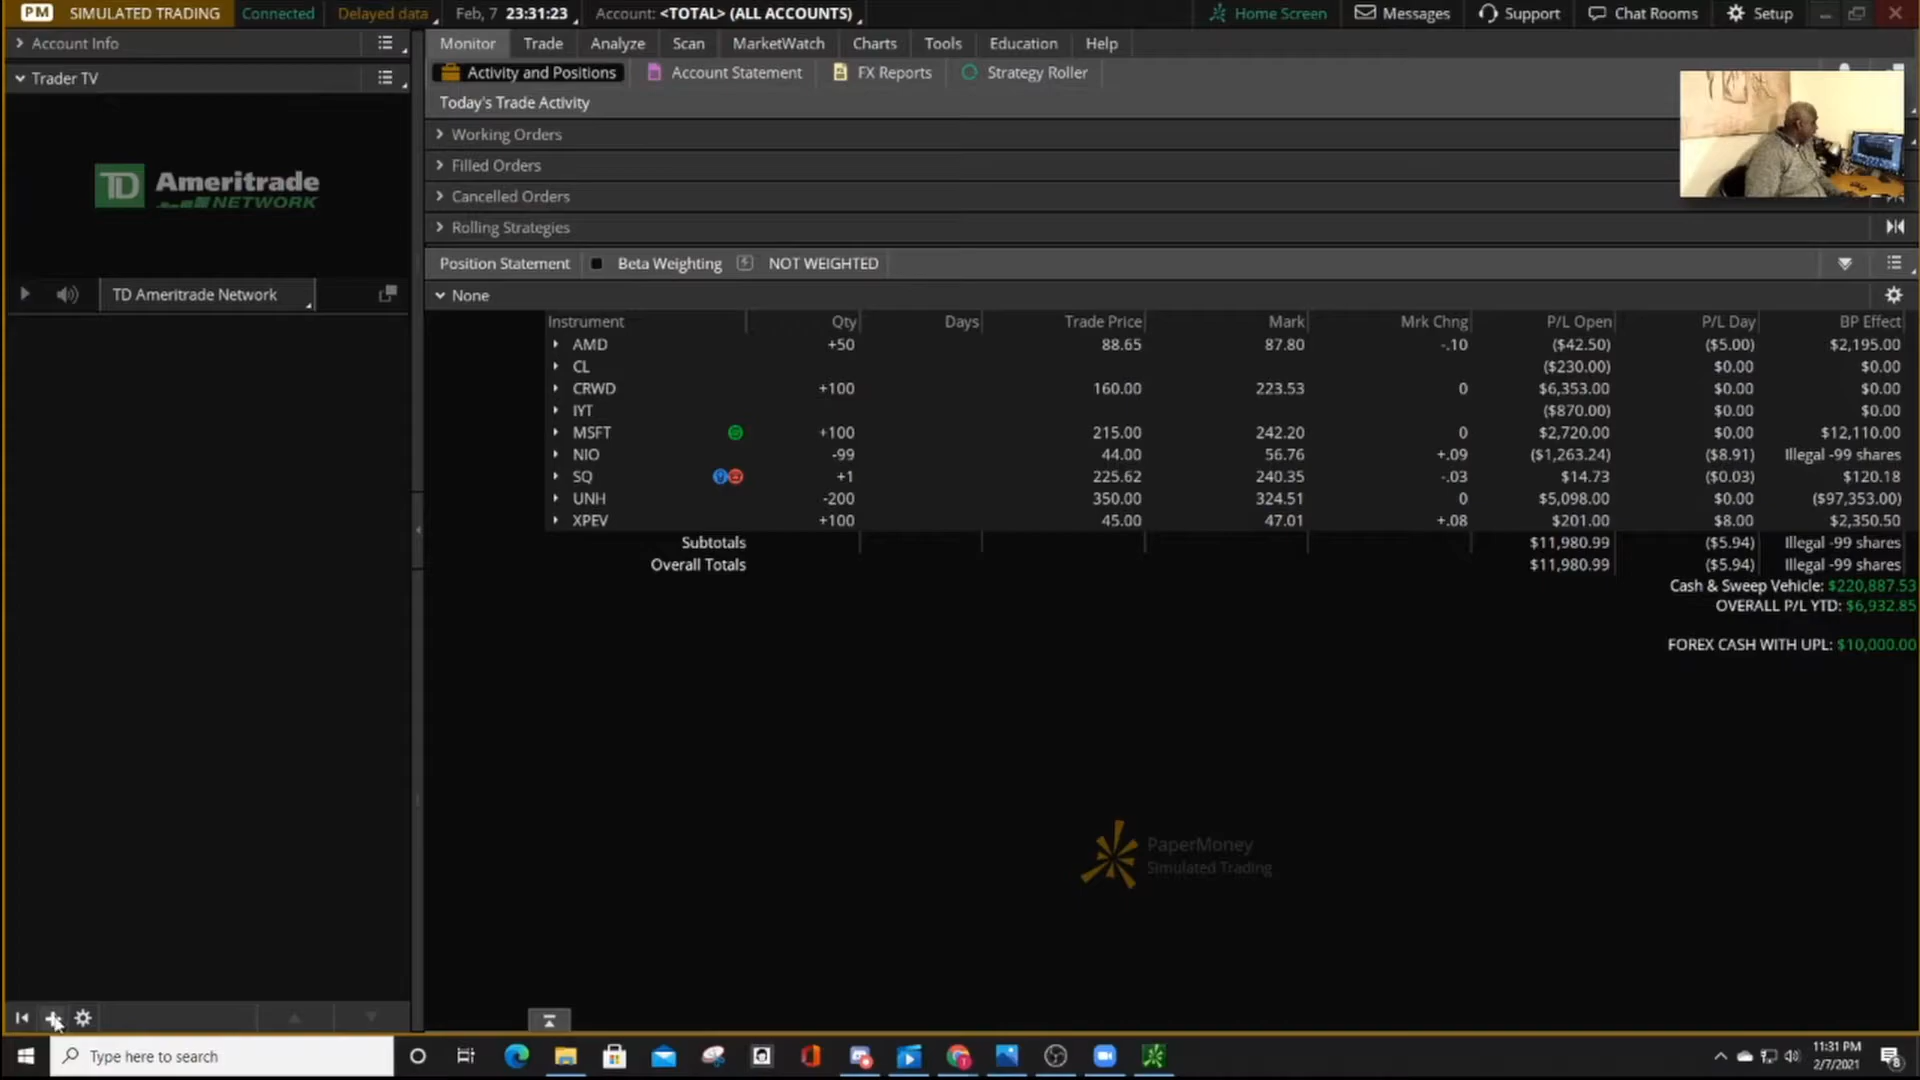 PM SIMULATED TRADING Connected Delayed data Feb, 7 23:31:23 Account: <TOTAL> (ALL ACCOUNTS) Home Screen Messages Support Chat Rooms Setup
Account Info
Monitor Trade Analyze Scan MarketWatch Charts Tools Education Help
Trader TV
Activity and Positions Account Statement FX Reports Strategy Roller
Today's Trade Activity
Working Orders
Filled Orders
Cancelled Orders
Rolling Strategies
TD Ameritrade
NETWORK
TD Ameritrade Network
Position Statement Beta Weighting NOT WEIGHTED
None
Instrument Qty Days Trade Price Mark Mrk Chng P/L Open P/L Day BP Effect
AMD +50 88.65 87.80 -.10 ($42.50) ($5.00) $2,195.00
CL ($230.00) $0.00 $0.00
CRWD +100 160.00 223.53 0 $6,353.00 $0.00 $0.00
IYT ($870.00) $0.00 $0.00
MSFT +100 215.00 242.20 0 $2,720.00 $0.00 $12,110.00
NIO -99 44.00 56.76 +.09 ($1,263.24) ($8.91) Illegal -99 shares
SQ +1 225.62 240.35 -.03 $14.73 ($0.03) $120.18
UNH -200 350.00 324.51 0 $5,098.00 $0.00 ($97,353.00)
XPEV +100 45.00 47.01 +.08 $201.00 $8.00 $2,350.50
Subtotals $11,980.99 ($5.94) Illegal -99 shares
Overall Totals $11,980.99 ($5.94) Illegal -99 shares
Cash & Sweep Vehicle: $220,887.53
OVERALL P/L YTD: $6,932.85
FOREX CASH WITH UPL: $10,000.00
PaperMoney
Simulated Trading
Type here to search
11:31 PM
2/7/2021
8